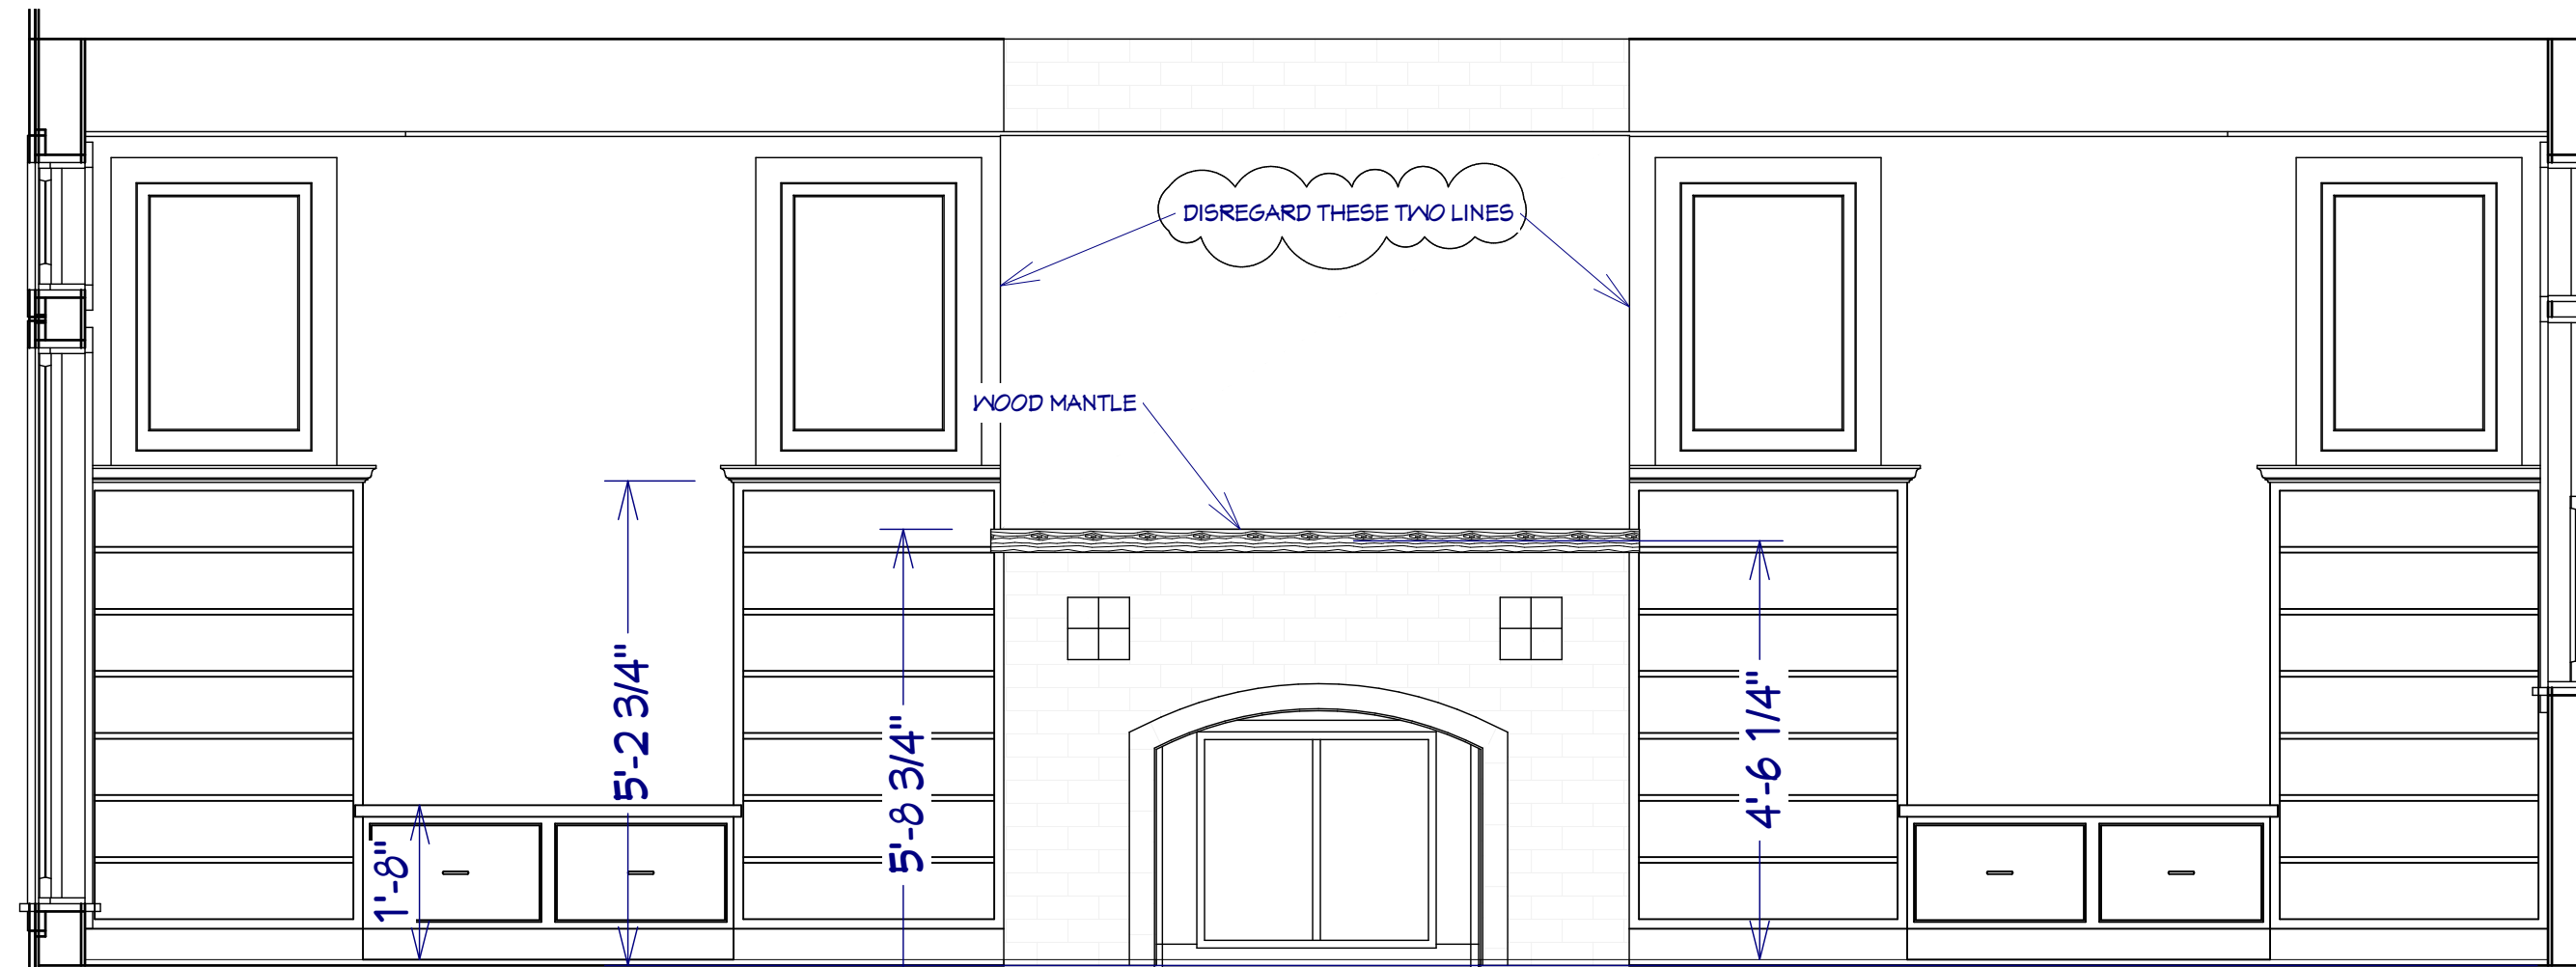 DISREGARD THESE TWO LINES
WOOD MANTLE
1'-8"
5'-2 3/4"
5'-8 3/4"
4'-6 1/4"